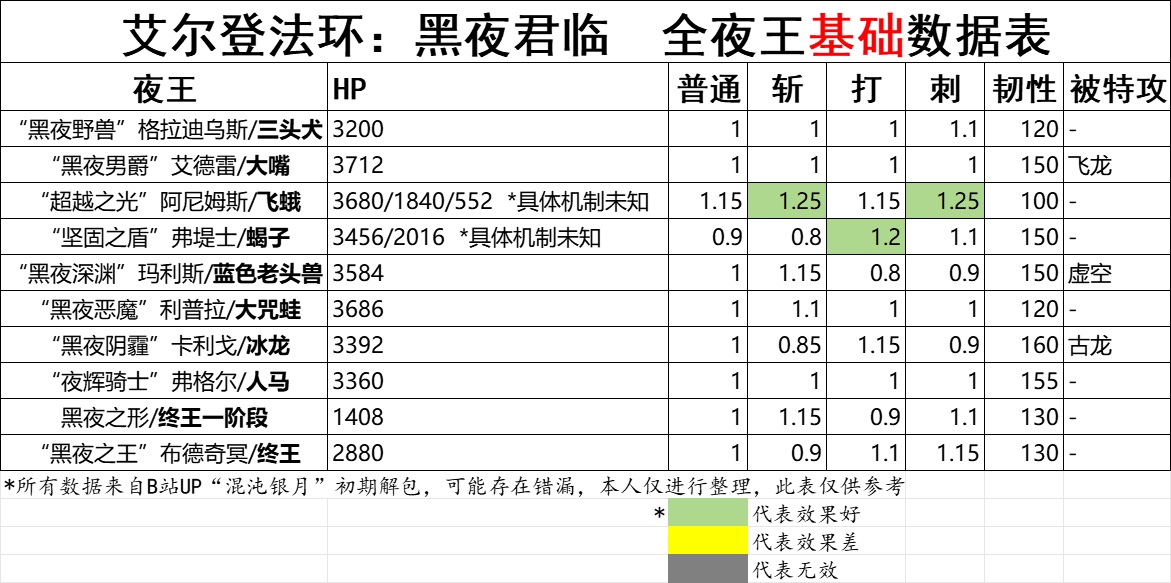 艾尔登法环：黑夜君临 全夜王基础数据表
夜王 HP 普通 斩 打 刺 韧性 被特攻
“黑夜野兽”格拉迪乌斯/三头犬 3200 1 1 1 1.1 120 -
“黑夜男爵”艾德雷/大嘴 3712 1 1 1 1 150 飞龙
“超越之光”阿尼姆斯/飞蛾 3680/1840/552 *具体机制未知 1.15 1.25 1.15 1.25 100 -
“坚固之盾”弗堤士/蝎子 3456/2016 *具体机制未知 0.9 0.8 1.2 1.1 150 -
“黑夜深渊”玛利斯/蓝色老头兽 3584 1 1.15 0.8 0.9 150 虚空
“黑夜恶魔”利普拉/大咒蛙 3686 1 1.1 1 1 120 -
“黑夜阴霾”卡利戈/冰龙 3392 1 0.85 1.15 0.9 160 古龙
“夜辉骑士”弗格尔/人马 3360 1 1 1 1 155 -
黑夜之形/终王一阶段 1408 1 1.15 0.9 1.1 130 -
“黑夜之王”布德奇冥/终王 2880 1 0.9 1.1 1.15 130 -
*所有数据来自B站UP“混沌银月”初期解包，可能存在错漏，本人仅进行整理，此表仅供参考
* 代表效果好
代表效果差
代表无效